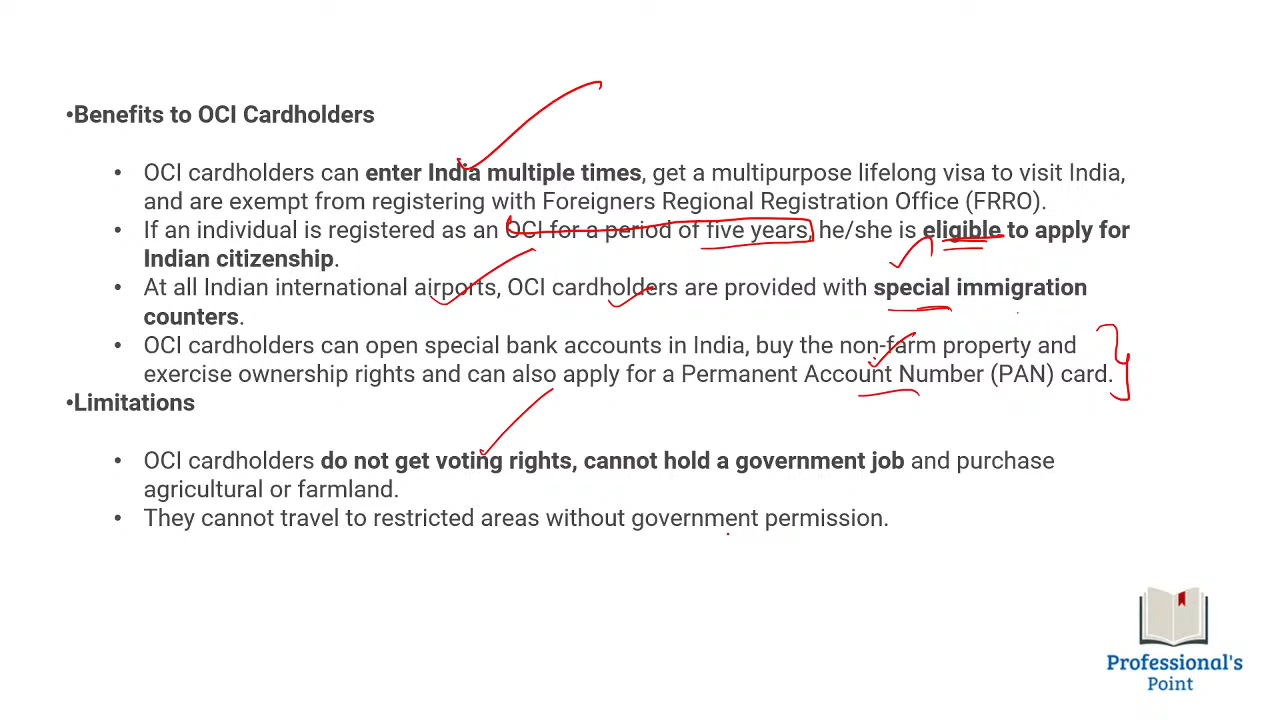 •Benefits to OCI Cardholders
• OCI cardholders can enter India multiple times, get a multipurpose lifelong visa to visit India,
and are exempt from registering with Foreigners Regional Registration Office (FRRO).
• If an individual is registered as an OCI for a period of five years, he/she is eligible to apply for
Indian citizenship.
• At all Indian international airports, OCI cardholders are provided with special immigration
counters.
• OCI cardholders can open special bank accounts in India, buy the non-farm property and
exercise ownership rights and can also apply for a Permanent Account Number (PAN) card.
•Limitations
• OCI cardholders do not get voting rights, cannot hold a government job and purchase
agricultural or farmland.
• They cannot travel to restricted areas without government permission.
Professional's
Point